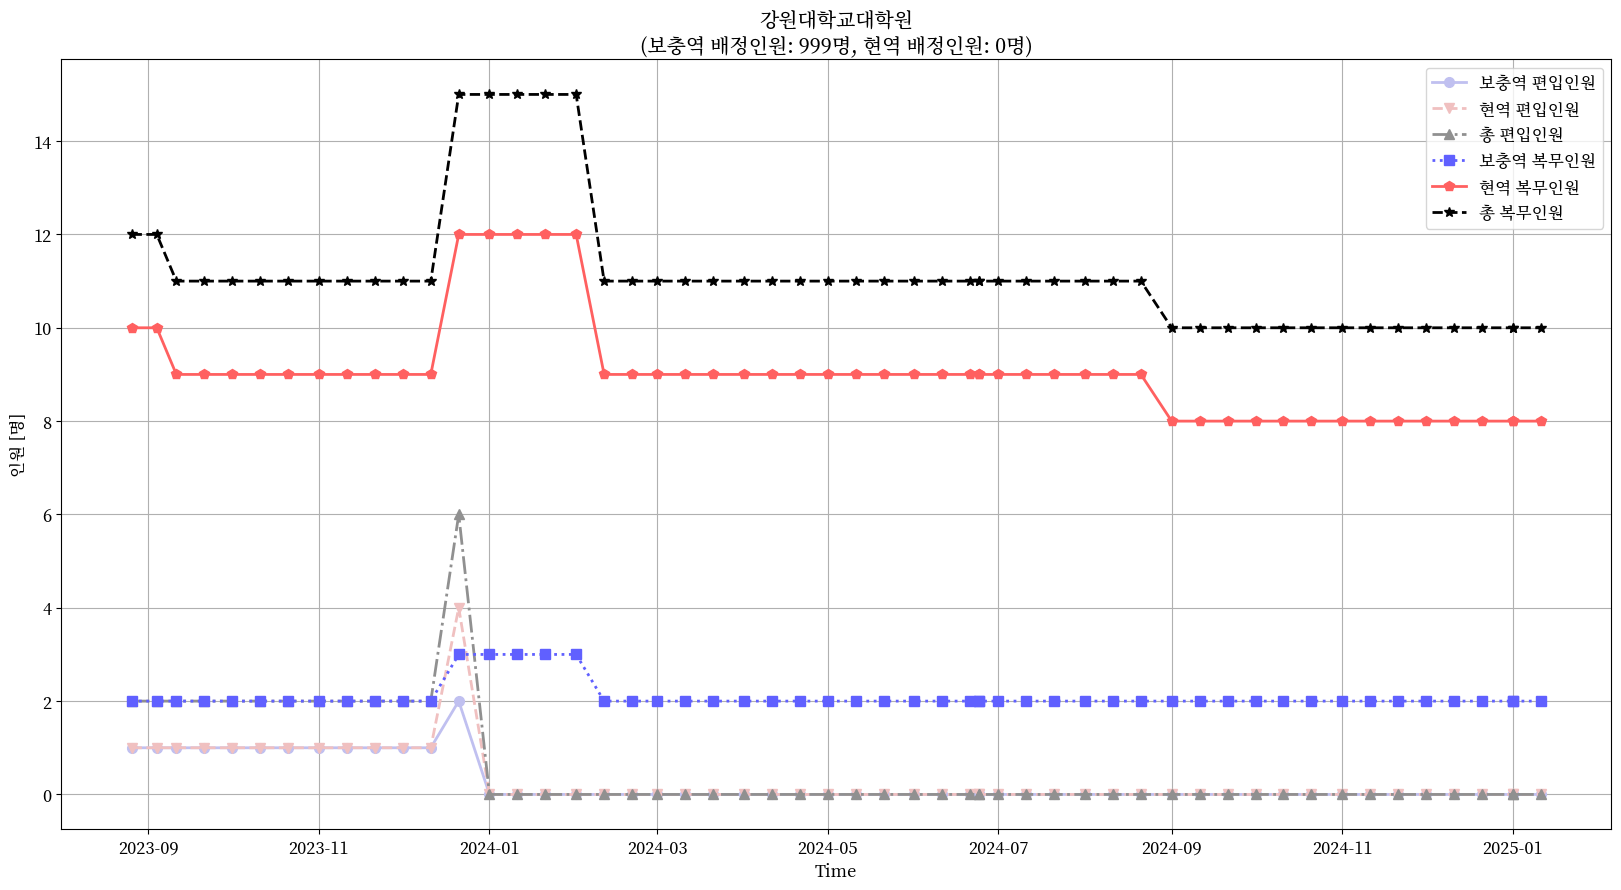 강원대학교대학원
(보충역 배정인원: 999명, 현역 배정인원: 0명)
보충역 편입인원
현역 편입인원
총 편입인원
보충역 복무인원
현역 복무인원
총 복무인원
인원 [명]
14
12
10
8
6
4
2
0
2023-09
2023-11
2024-01
2024-03
2024-05
2024-07
2024-09
2024-11
2025-01
Time